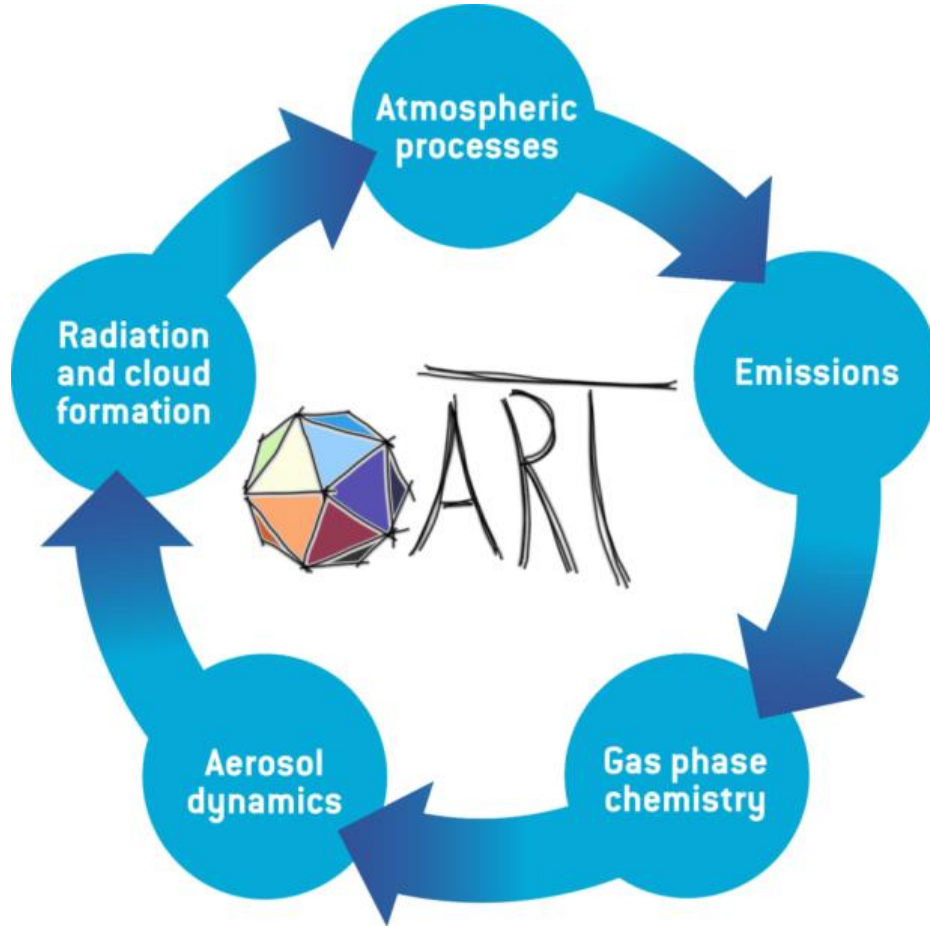 Atmospheric
processes
Emissions
Gas phase
chemistry
Aerosol
dynamics
Radiation
and cloud
formation
ART